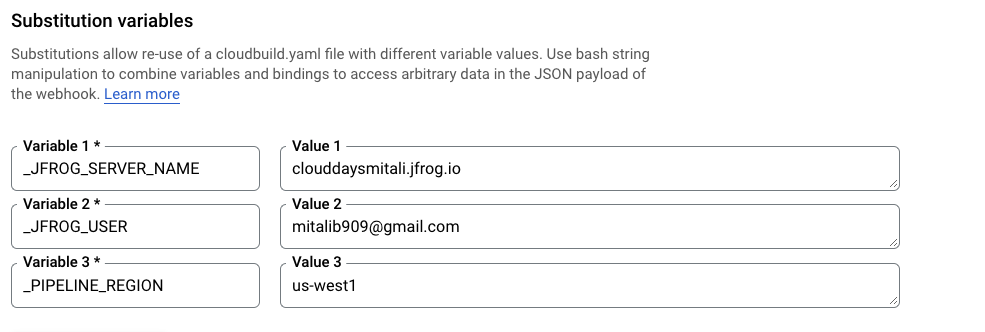 Substitution variables
Substitutions allow re-use of a cloudbuild.yaml file with different variable values. Use bash string
manipulation to combine variables and bindings to access arbitrary data in the JSON payload of
the webhook. Learn more
Variable 1 * Value 1
_JFROG_SERVER_NAME clouddaysmitali.jfrog.io
Variable 2 * Value 2
_JFROG_USER mitalib909@gmail.com
Variable 3 * Value 3
_PIPELINE_REGION us-west1